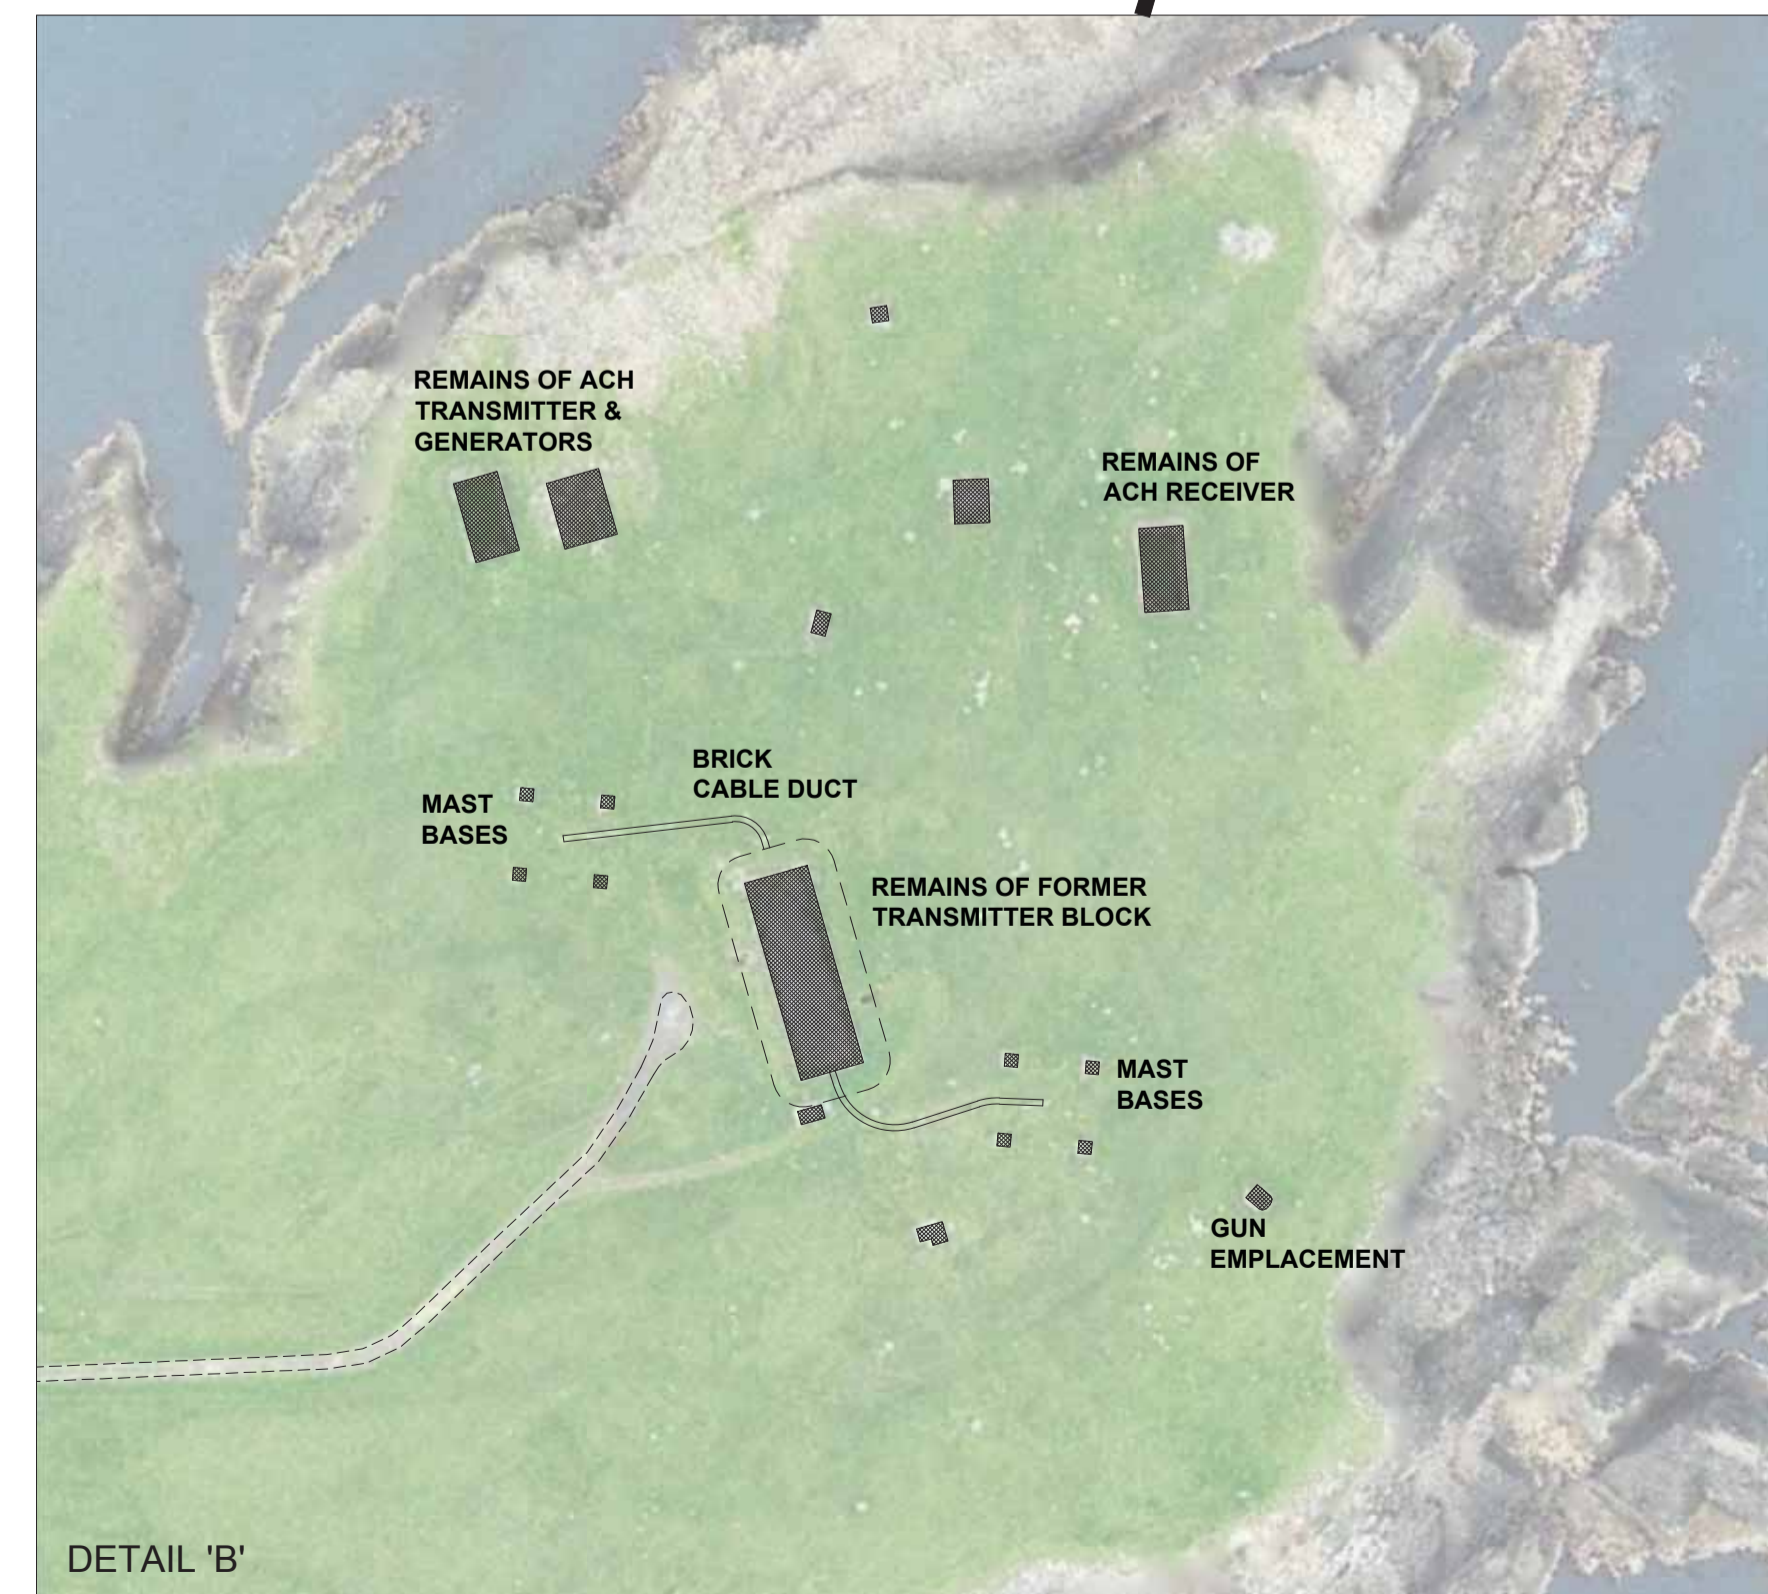 REMAINS OF ACH
TRANSMITTER &
GENERATORS
REMAINS OF
ACH RECEIVER
BRICK
CABLE DUCT
MAST
BASES
REMAINS OF FORMER
TRANSMITTER BLOCK
MAST
BASES
GUN
EMPLACEMENT
DETAIL 'B'